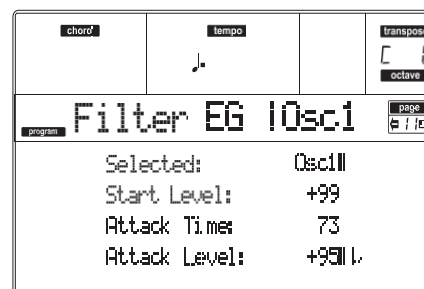 chord tempo transpose
octave
program Filter EG |Osc1 page
Selected: Osc1
Start Level: +99
Attack Time: 73
Attack Level: +99